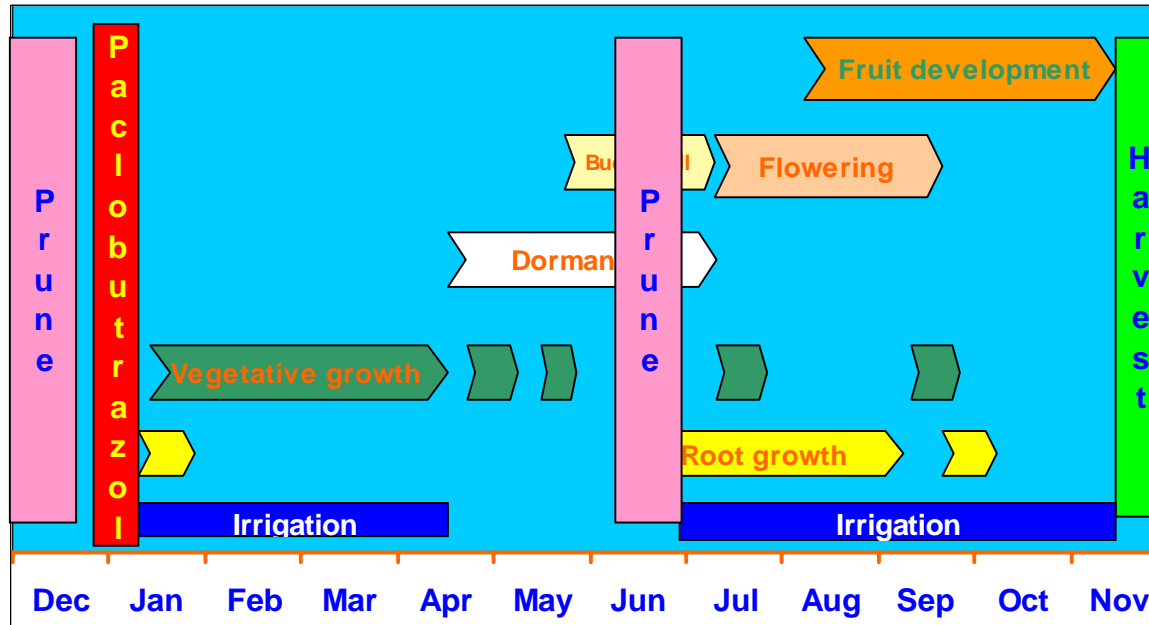 Prune
Paclobutrazol
Fruit development
Flowering
Prune
Harvest
Vegetative growth
Root growth
Irrigation
Irrigation
Dec Jan Feb Mar Apr May Jun Jul Aug Sep Oct Nov